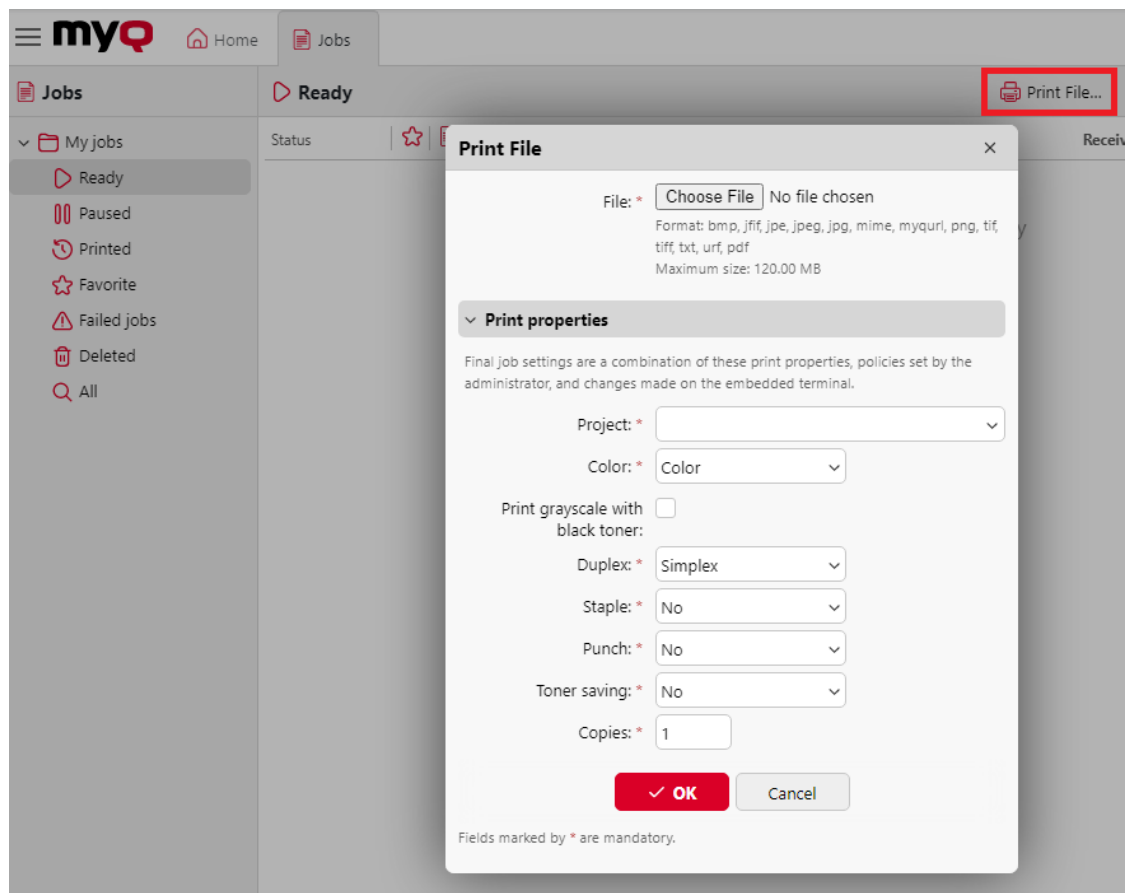 myQ
Home
Jobs
Jobs
Ready
Print File...
My jobs
Ready
Paused
Printed
Favorite
Failed jobs
Deleted
All
Status
Print File
File: *
Choose File No file chosen
Format: bmp, jfif, jpe, jpeg, jpg, mime, myqurl, png, tif,
tiff, txt, urf, pdf
Maximum size: 120.00 MB
Print properties
Final job settings are a combination of these print properties, policies set by the
administrator, and changes made on the embedded terminal.
Project: *
Color: * Color
Print grayscale with
black toner:
Duplex: * Simplex
Staple: * No
Punch: * No
Toner saving: * No
Copies: * 1
OK Cancel
Fields marked by * are mandatory.